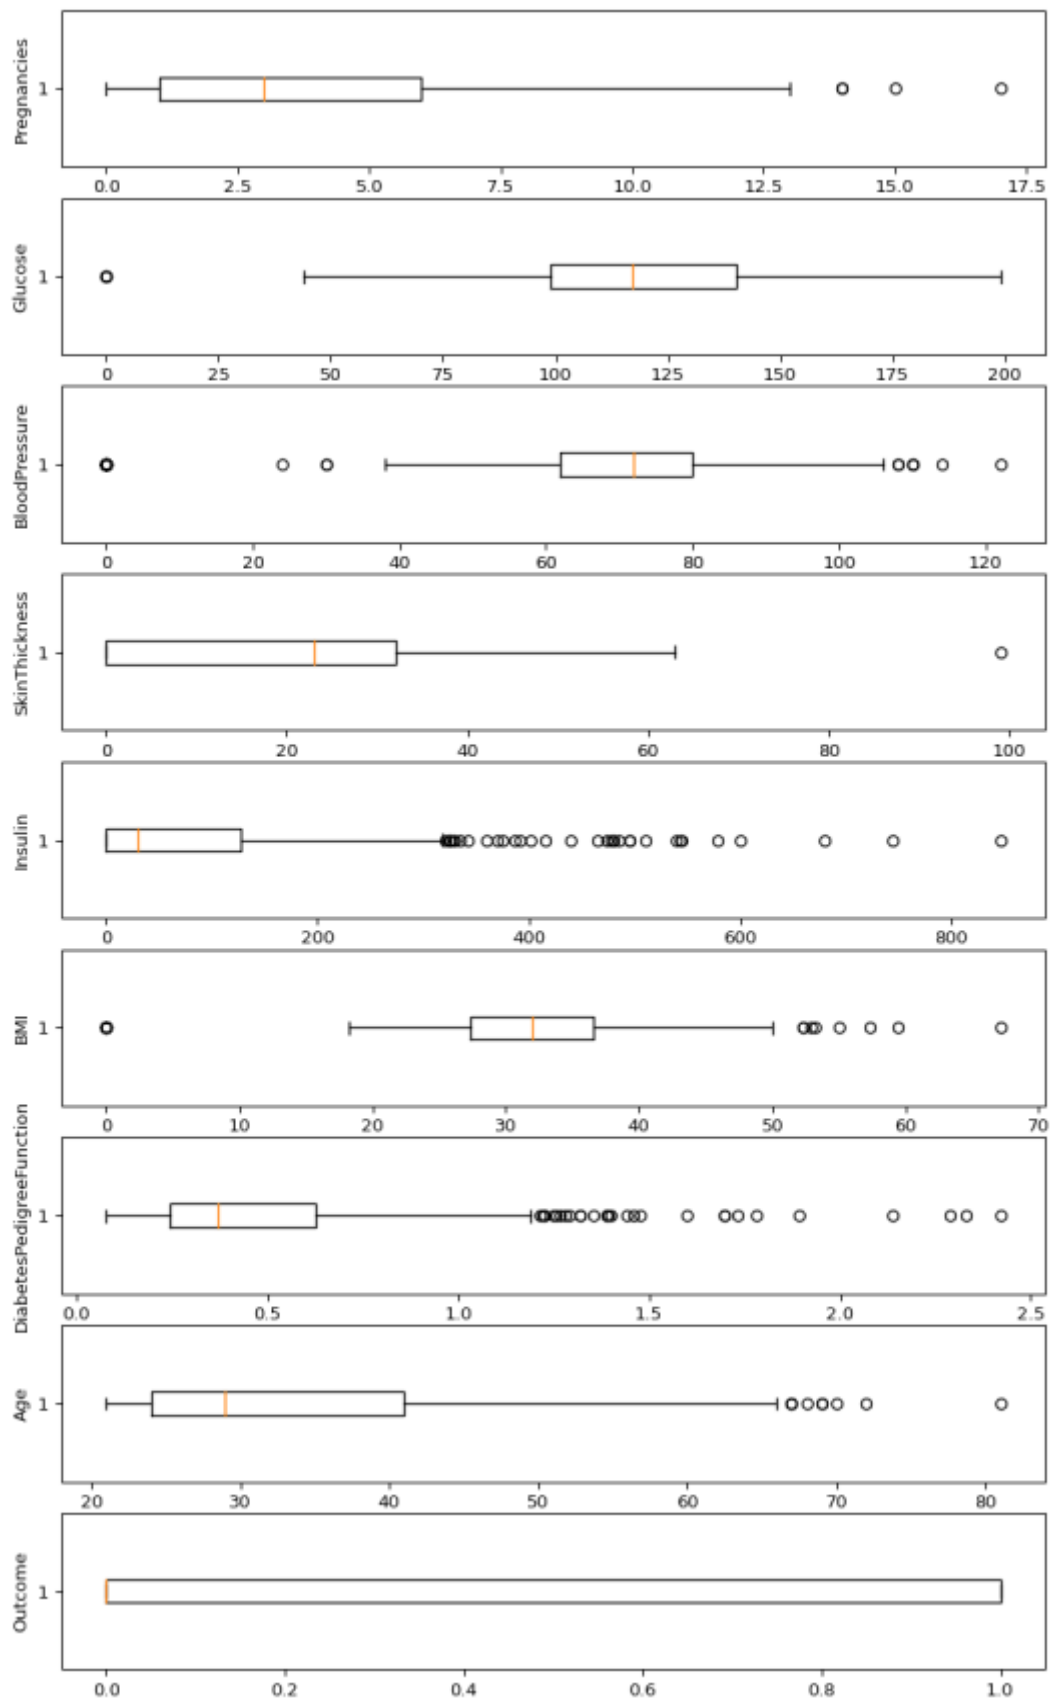 Pregnancies
1
0.0 2.5 5.0 7.5 10.0 12.5 15.0 17.5
Glucose
1
0 25 50 75 100 125 150 175 200
BloodPressure
1
0 20 40 60 80 100 120
SkinThickness
1
0 20 40 60 80 100
Insulin
1
0 200 400 600 800
BMI
1
0 10 20 30 40 50 60 70
DiabetesPedigreeFunction
1
0.0 0.5 1.0 1.5 2.0 2.5
Age
1
20 30 40 50 60 70 80
Outcome
1
0.0 0.2 0.4 0.6 0.8 1.0